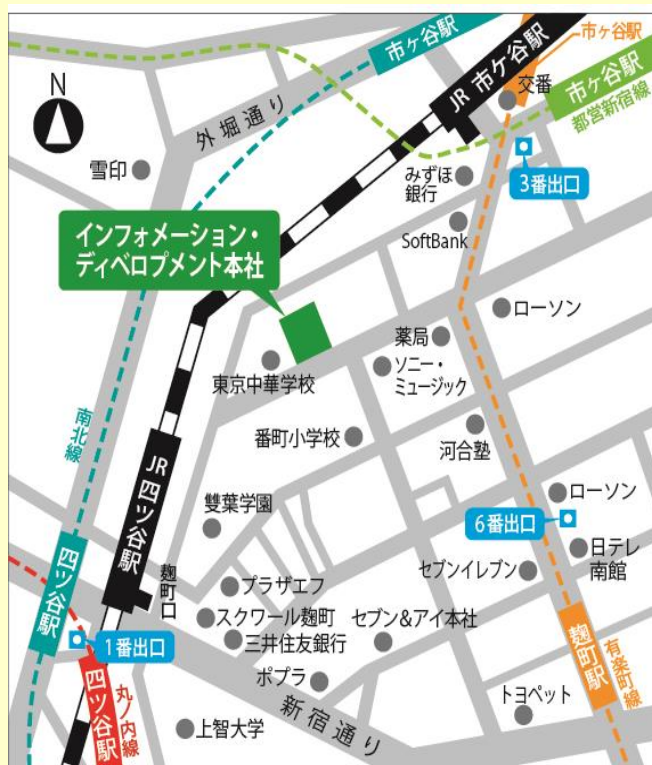 市ヶ谷駅
市ヶ谷駅
JR 市ケ谷駅
交番
市ヶ谷駅
都営新宿線
N
外堀通り
雪印
みずほ
銀行
3番出口
SoftBank
インフォメーション・
ディベロプメント本社
ローソン
薬局
東京中華学校
ソニー・
ミュージック
南北線
番町小学校
河合塾
JR 四ツ谷駅
雙葉学園
ローソン
6番出口
四ツ谷駅
麹町口
プラザエフ
セブンイレブン
日テレ
南館
スクワール麹町
セブン&アイ本社
1番出口
三井住友銀行
麹町駅
有楽町線
四ツ谷駅
丸ノ内線
ポプラ
新宿通り
トヨペット
上智大学